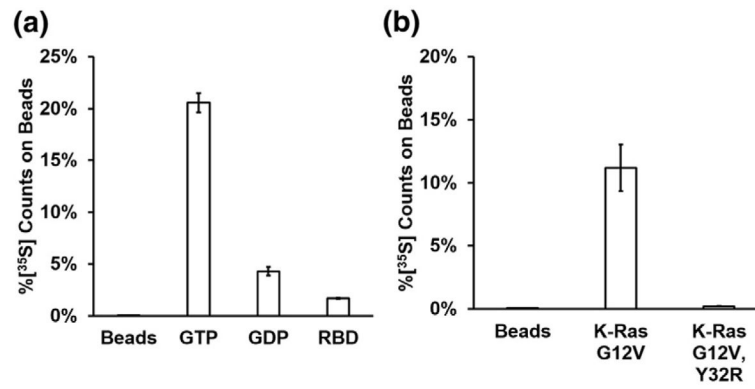 (a)
25%
20%
15%
10%
5%
0%
%[³⁵S] Counts on Beads
Beads GTP GDP RBD
(b)
20%
15%
10%
5%
0%
%[³⁵S] Counts on Beads
Beads K-Ras K-Ras
G12V G12V,
Y32R